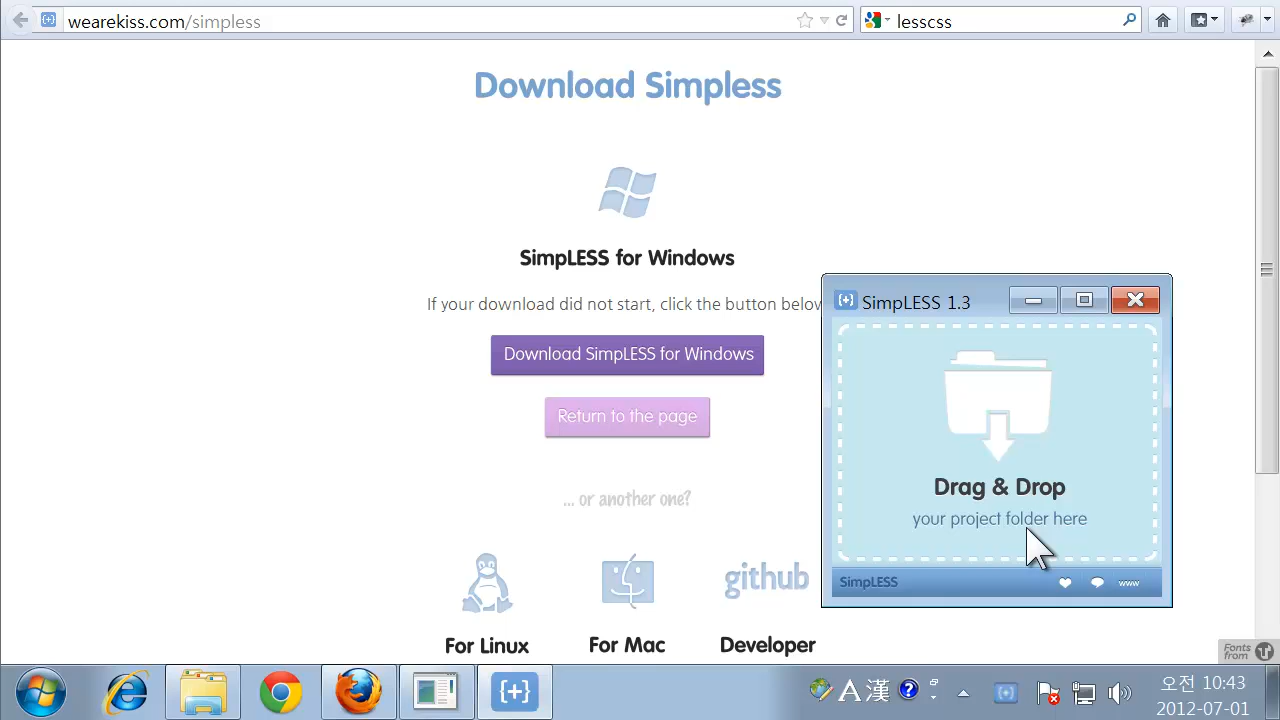 wearekiss.com/simpless
lesscss
Download Simpless
SimpLESS for Windows
If your download did not start, click the button below
Download SimpLESS for Windows
Return to the page
... or another one?
github
For Linux
For Mac
Developer
SimpLESS 1.3
Drag & Drop
your project folder here
SimpLESS
www
Fonts
from
T
A 漢
오전 10:43
2012-07-01